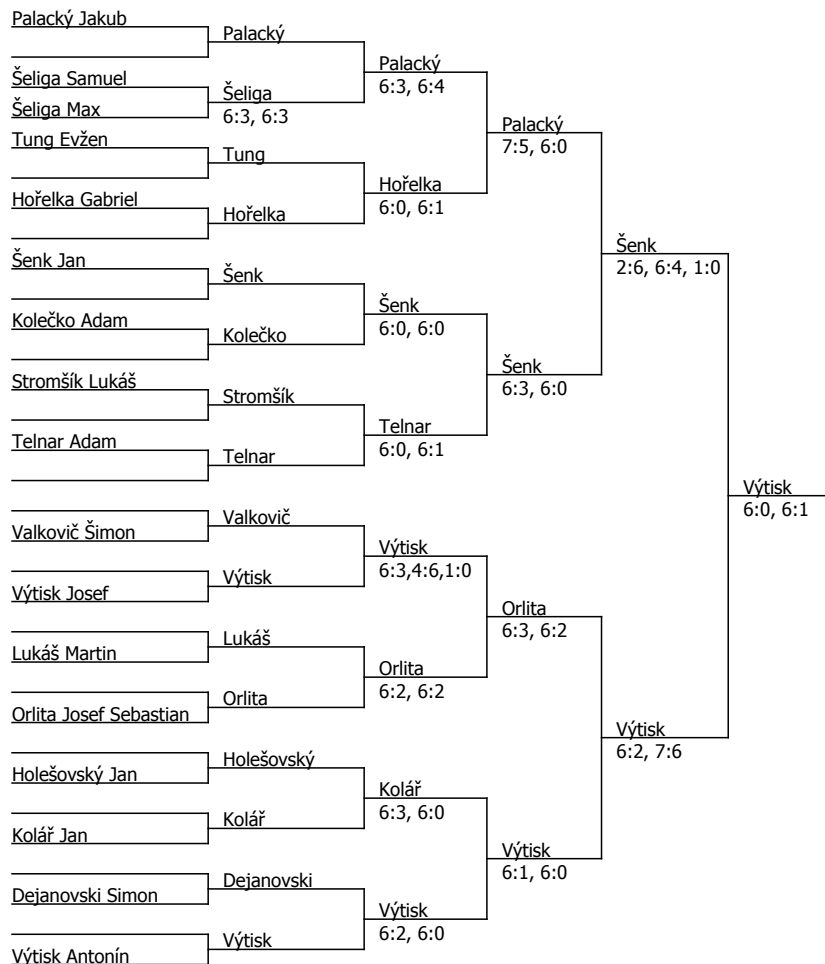 Palacký Jakub
Šeliga Samuel
Šeliga Max
Tung Evžen
Hořelka Gabriel
Šenk Jan
Kolečko Adam
Stromšík Lukáš
Telnar Adam
Valkovič Šimon
Výtisk Josef
Lukáš Martin
Orlita Josef Sebastian
Holešovský Jan
Kolář Jan
Dejanovski Simon
Výtisk Antonín
Palacký
Šeliga
6:3, 6:3
Tung
Hořelka
Šenk
Kolečko
Stromšík
Telnar
Valkovič
Výtisk
Lukáš
Orlita
Holešovský
Kolář
Dejanovski
Výtisk
Palacký
6:3, 6:4
Hořelka
6:0, 6:1
Šenk
6:0, 6:0
Telnar
6:0, 6:1
Výtisk
6:3,4:6,1:0
Orlita
6:2, 6:2
Kolář
6:3, 6:0
Výtisk
6:2, 6:0
Palacký
7:5, 6:0
Šenk
6:3, 6:0
Orlita
6:3, 6:2
Výtisk
6:1, 6:0
Šenk
2:6, 6:4, 1:0
Výtisk
6:2, 7:6
Výtisk
6:0, 6:1